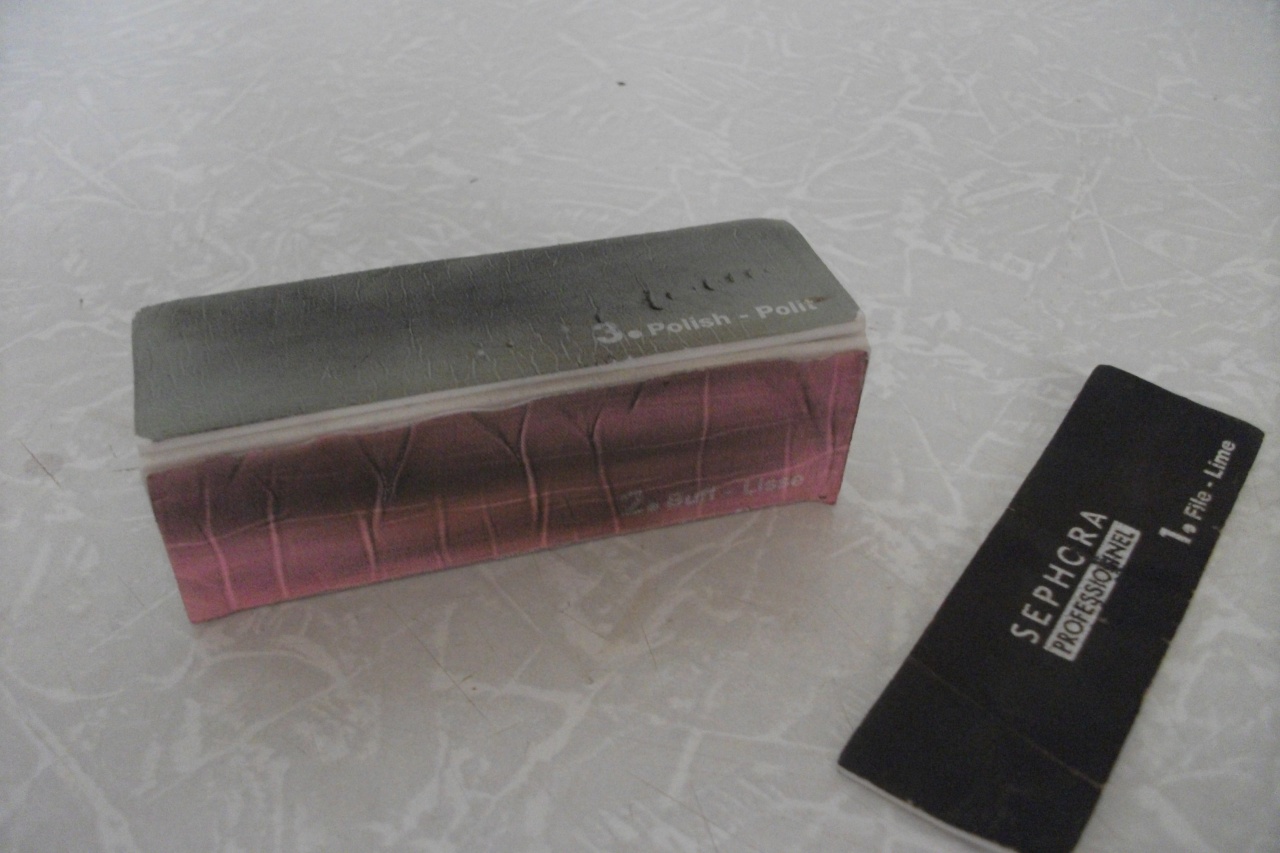 3. Polish - Polit
2. Buff - Lisse
1. File - Lime
SEPHORA
PROFESSIONNEL